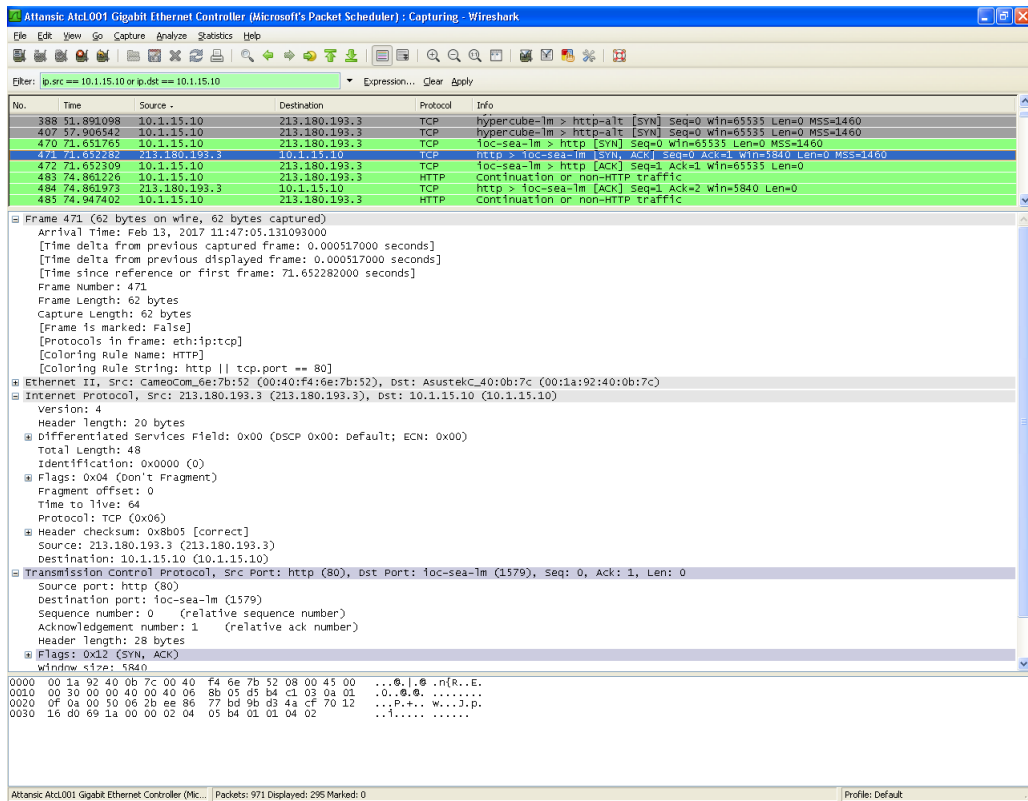 Attansic AtcL001 Gigabit Ethernet Controller (Microsoft's Packet Scheduler) : Capturing - Wireshark
File Edit View Go Capture Analyze Statistics Help
Filter: ip.src == 10.1.15.10 or ip.dst == 10.1.15.10 Expression... Clear Apply
No. Time Source Destination Protocol Info
388 51.891098 10.1.15.10 213.180.193.3 TCP hypercube-lm > http-alt [SYN] Seq=0 Win=65535 Len=0 MSS=1460
407 57.906542 10.1.15.10 213.180.193.3 TCP hypercube-lm > http-alt [SYN] Seq=0 Win=65535 Len=0 MSS=1460
470 71.651765 10.1.15.10 213.180.193.3 TCP ioc-sea-lm > http [SYN] Seq=0 Win=65535 Len=0 MSS=1460
471 71.652282 213.180.193.3 10.1.15.10 TCP http > ioc-sea-lm [SYN, ACK] Seq=0 Ack=1 Win=5840 Len=0 MSS=1460
472 71.652309 10.1.15.10 213.180.193.3 TCP ioc-sea-lm > http [ACK] Seq=1 Ack=1 Win=65535 Len=0
483 74.861226 10.1.15.10 213.180.193.3 HTTP Continuation or non-HTTP traffic
484 74.861973 213.180.193.3 10.1.15.10 TCP http > ioc-sea-lm [ACK] Seq=1 Ack=2 Win=5840 Len=0
485 74.947402 10.1.15.10 213.180.193.3 HTTP Continuation or non-HTTP traffic
Frame 471 (62 bytes on wire, 62 bytes captured)
Arrival Time: Feb 13, 2017 11:47:05.131093000
[Time delta from previous captured frame: 0.000517000 seconds]
[Time delta from previous displayed frame: 0.000517000 seconds]
[Time since reference or first frame: 71.652282000 seconds]
Frame Number: 471
Frame Length: 62 bytes
Capture Length: 62 bytes
[Frame is marked: False]
[Protocols in frame: eth:ip:tcp]
[Coloring Rule Name: HTTP]
[Coloring Rule String: http || tcp.port == 80]
Ethernet II, Src: CameoCom_6e:7b:52 (00:40:f4:6e:7b:52), Dst: AsustekC_40:0b:7c (00:1a:92:40:0b:7c)
Internet Protocol, Src: 213.180.193.3 (213.180.193.3), Dst: 10.1.15.10 (10.1.15.10)
Version: 4
Header length: 20 bytes
Differentiated Services Field: 0x00 (DSCP 0x00: Default; ECN: 0x00)
Total Length: 48
Identification: 0x0000 (0)
Flags: 0x04 (Don't Fragment)
Fragment offset: 0
Time to live: 64
Protocol: TCP (0x06)
Header checksum: 0x8b05 [correct]
Source: 213.180.193.3 (213.180.193.3)
Destination: 10.1.15.10 (10.1.15.10)
Transmission Control Protocol, Src Port: http (80), Dst Port: ioc-sea-lm (1579), Seq: 0, Ack: 1, Len: 0
Source port: http (80)
Destination port: ioc-sea-lm (1579)
Sequence number: 0 (relative sequence number)
Acknowledgement number: 1 (relative ack number)
Header length: 28 bytes
Flags: 0x12 (SYN, ACK)
Window size: 5840
0000 00 1a 92 40 0b 7c 00 40 f4 6e 7b 52 08 00 45 00 ...@.|.@ .n{R..E.
0010 00 30 00 00 40 00 40 06 8b 05 d5 b4 c1 03 0a 01 .0..@.@. ........
0020 0f 0a 00 50 06 2b ee 86 77 bd 9b d3 4a cf 70 12 ...P.+.. w...J.p.
0030 16 d0 69 1a 00 00 02 04 05 b4 01 01 04 02 ..i..... ......
Attansic AtcL001 Gigabit Ethernet Controller (Mic... Packets: 971 Displayed: 295 Marked: 0 Profile: Default